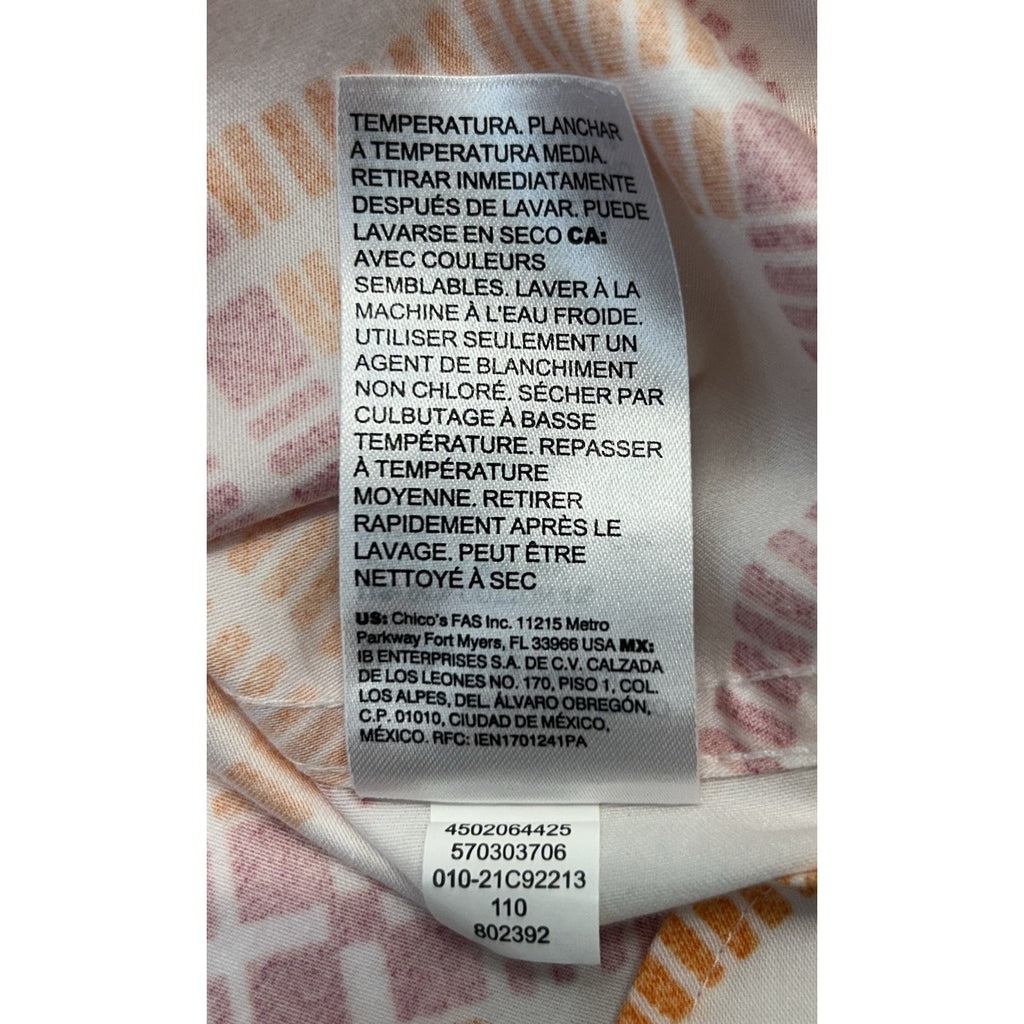 TEMPERATURA. PLANCHAR
A TEMPERATURA MEDIA.
RETIRAR INMEDIATAMENTE
DESPUÉS DE LAVAR. PUEDE
LAVARSE EN SECO CA:
AVEC COULEURS
SEMBLABLES. LAVER À LA
MACHINE À L'EAU FROIDE.
UTILISER SEULEMENT UN
AGENT DE BLANCHIMENT
NON CHLORÉ. SÉCHER PAR
CULBUTAGE À BASSE
TEMPÉRATURE. REPASSER
À TEMPÉRATURE
MOYENNE. RETIRER
RAPIDEMENT APRÈS LE
LAVAGE. PEUT ÊTRE
NETTOYÉ À SEC
US: Chico's FAS Inc. 11215 Metro
Parkway Fort Myers, FL 33966 USA MX:
IB ENTERPRISES S.A. DE C.V. CALZADA
DE LOS LEONES NO. 170, PISO 1, COL.
LOS ALPES, DEL. ÁLVARO OBREGÓN,
C.P. 01010, CIUDAD DE MÉXICO,
MÉXICO. RFC: IEN1701241PA
4502064425
570303706
010-21C92213
110
802392